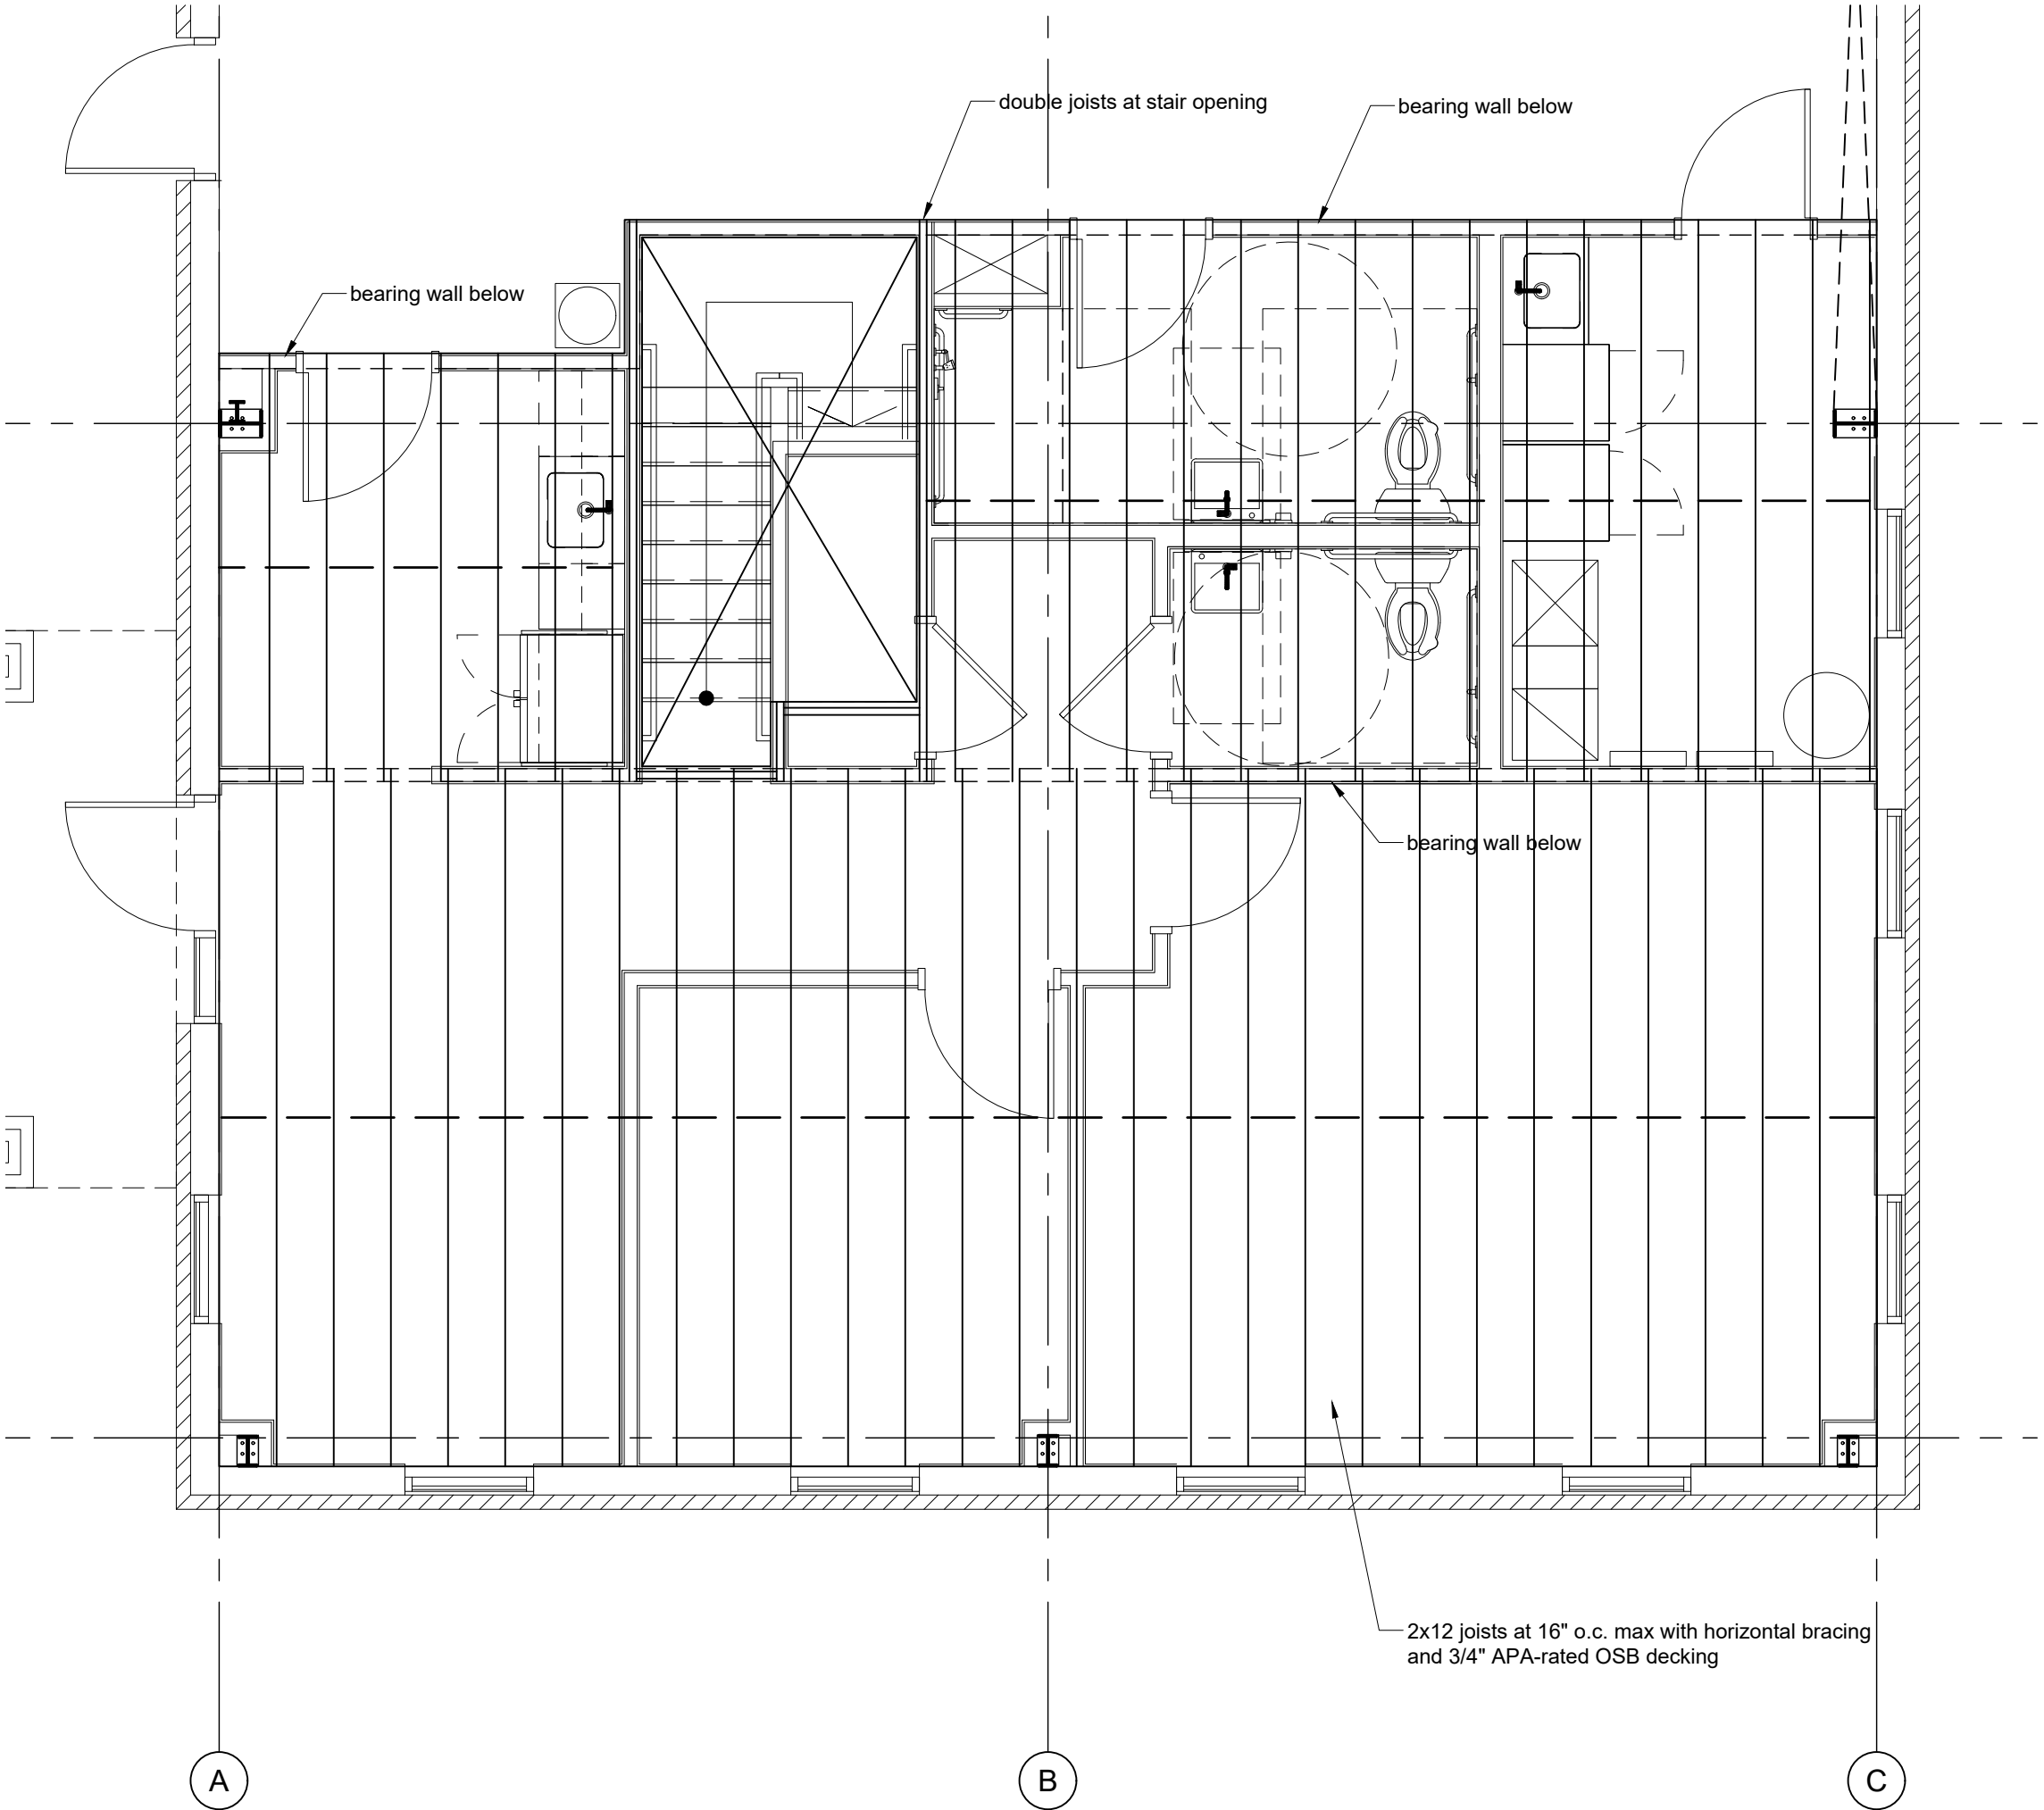 double joists at stair opening
bearing wall below
bearing wall below
bearing wall below
2x12 joists at 16" o.c. max with horizontal bracing
and 3/4" APA-rated OSB decking
A
B
C